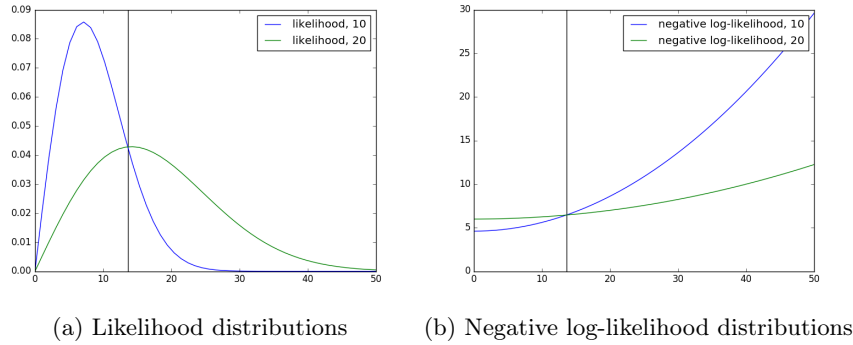 0.09
0.08
0.07
0.06
0.05
0.04
0.03
0.02
0.01
0.00
0 10 20 30 40 50
likelihood, 10
likelihood, 20
30
25
20
15
10
5
0
0 10 20 30 40 50
negative log-likelihood, 10
negative log-likelihood, 20
(a) Likelihood distributions
(b) Negative log-likelihood distributions